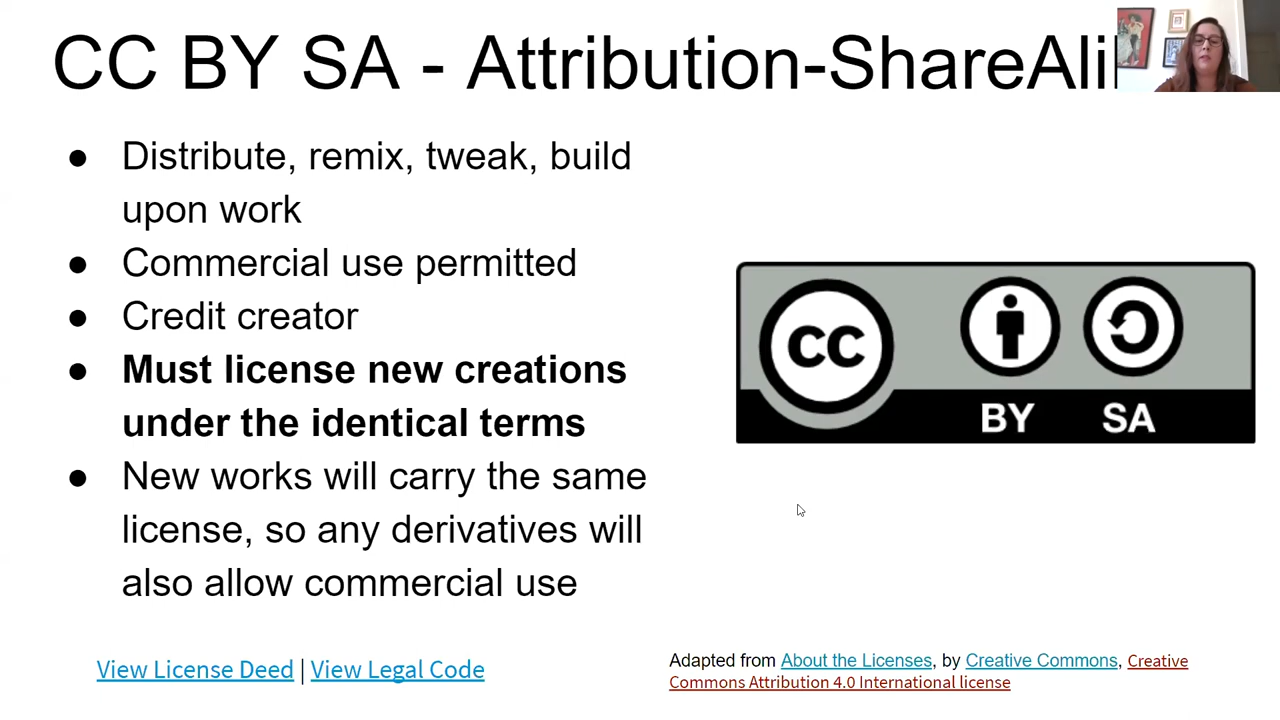 CC BY SA - Attribution-ShareAli
Distribute, remix, tweak, build
upon work
Commercial use permitted
Credit creator
Must license new creations
under the identical terms
New works will carry the same
license, so any derivatives will
also allow commercial use
CC
BY SA
View License Deed | View Legal Code
Adapted from About the Licenses, by Creative Commons, Creative
Commons Attribution 4.0 International license